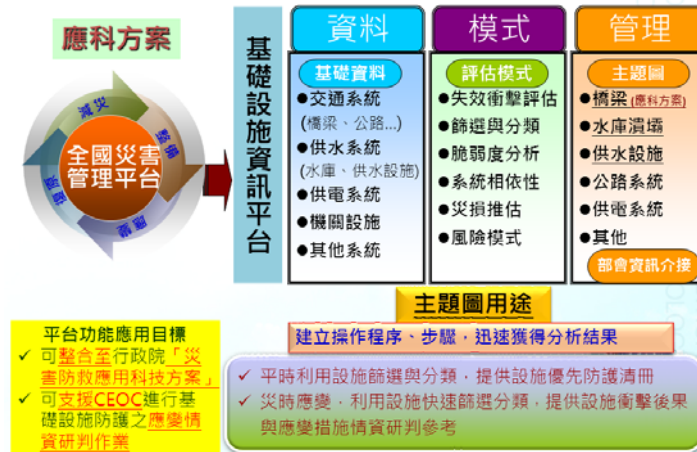 應科方案
減災
整備
應變
復原
全國災害
管理平台
基礎設施資訊平台
資料
基礎資料
●交通系統
(橋梁、公路...)
●供水系統
(水庫、供水設施)
●供電系統
●機關設施
●其他系統
模式
評估模式
●失效衝擊評估
●篩選與分類
●脆弱度分析
●系統相依性
●災損推估
●風險模式
管理
主題圖
●橋梁(應科方案)
●水庫潰壩
●供水設施
●公路系統
●供電系統
●其他
部會資訊介接
平台功能應用目標
✓ 可整合至行政院「災
害防救應用科技方案」
✓ 可支援CEOC進行基
礎設施防護之應變情
資研判作業
主題圖用途
建立操作程序、步驟，迅速獲得分析結果
✓ 平時利用設施篩選與分類，提供設施優先防護清冊
✓ 災時應變，利用設施快速篩選分類，提供設施衝擊後果
與應變措施情資研判參考